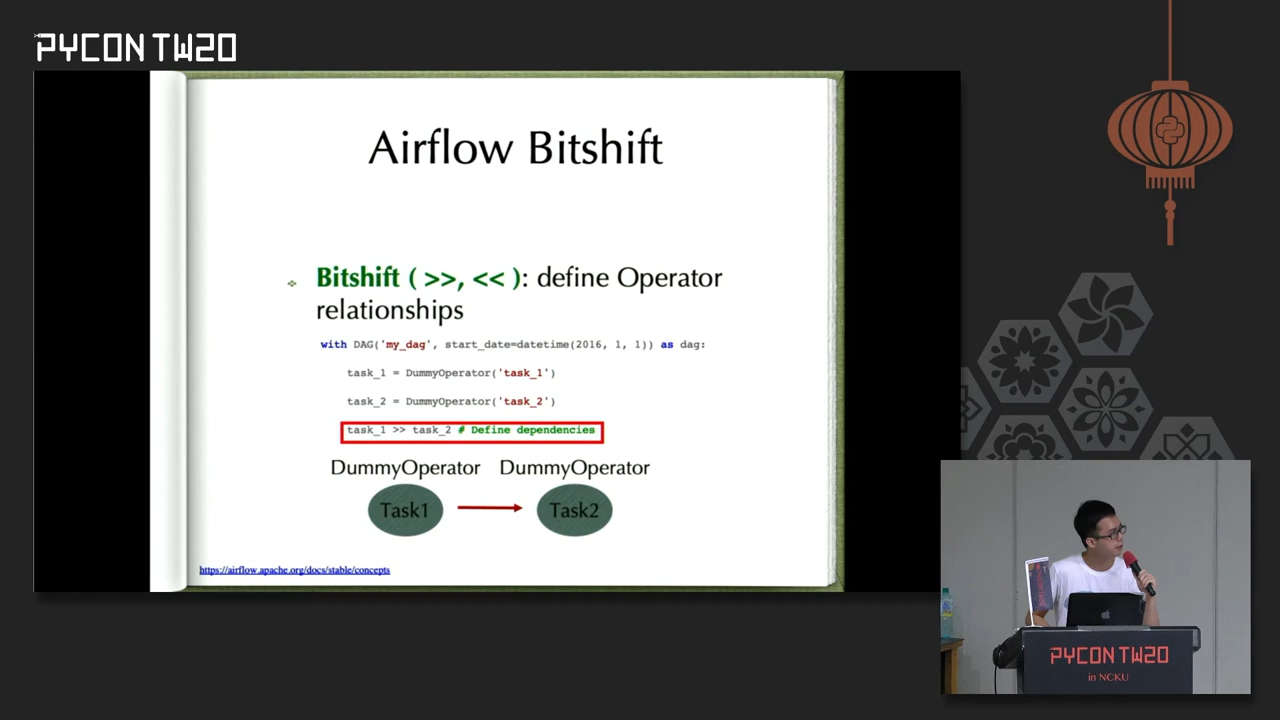 PYCON TW20
Airflow Bitshift
Bitshift ( >>, << ): define Operator
relationships
with DAG('my_dag', start_date=datetime(2016, 1, 1)) as dag:
task_1 = DummyOperator('task_1')
task_2 = DummyOperator('task_2')
task_1 >> task_2 # Define dependencies
DummyOperator DummyOperator
Task1 Task2
https://airflow.apache.org/docs/stable/concepts
PYCON TW20
in NCKU